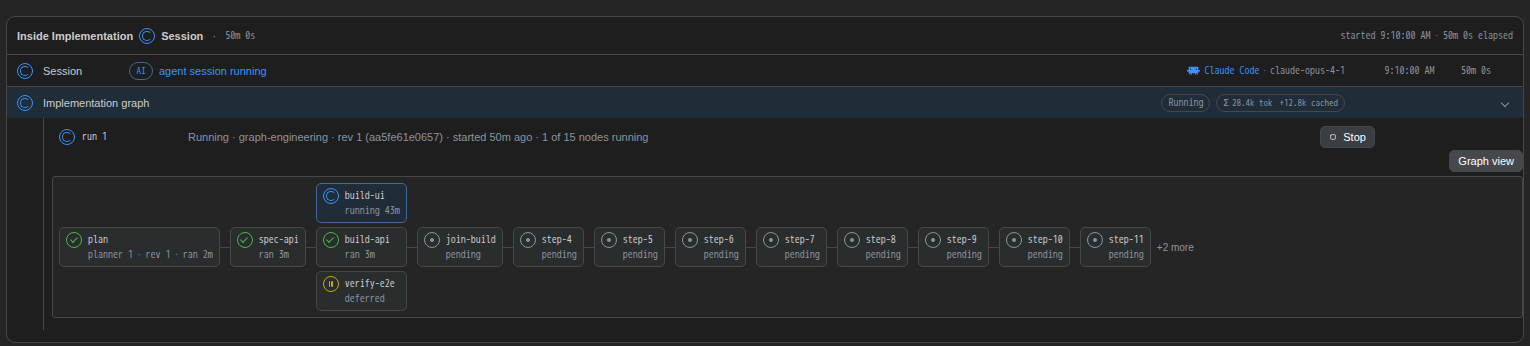 Inside Implementation Session · 50m 0s started 9:10:00 AM · 50m 0s elapsed
Session AI agent session running Claude Code · claude-opus-4-1 9:10:00 AM 50m 0s
Implementation graph Running Σ 28.4k tok +12.8k cached
run 1 Running · graph-engineering · rev 1 (aa5fe61e0657) · started 50m ago · 1 of 15 nodes running Stop
Graph view
build-ui
running 43m
plan spec-api build-api join-build step-4 step-5 step-6 step-7 step-8 step-9 step-10 step-11
+2 more
planner 1 · rev 1 · ran 2m ran 3m ran 3m pending pending pending pending pending pending pending pending pending
verify-e2e
deferred